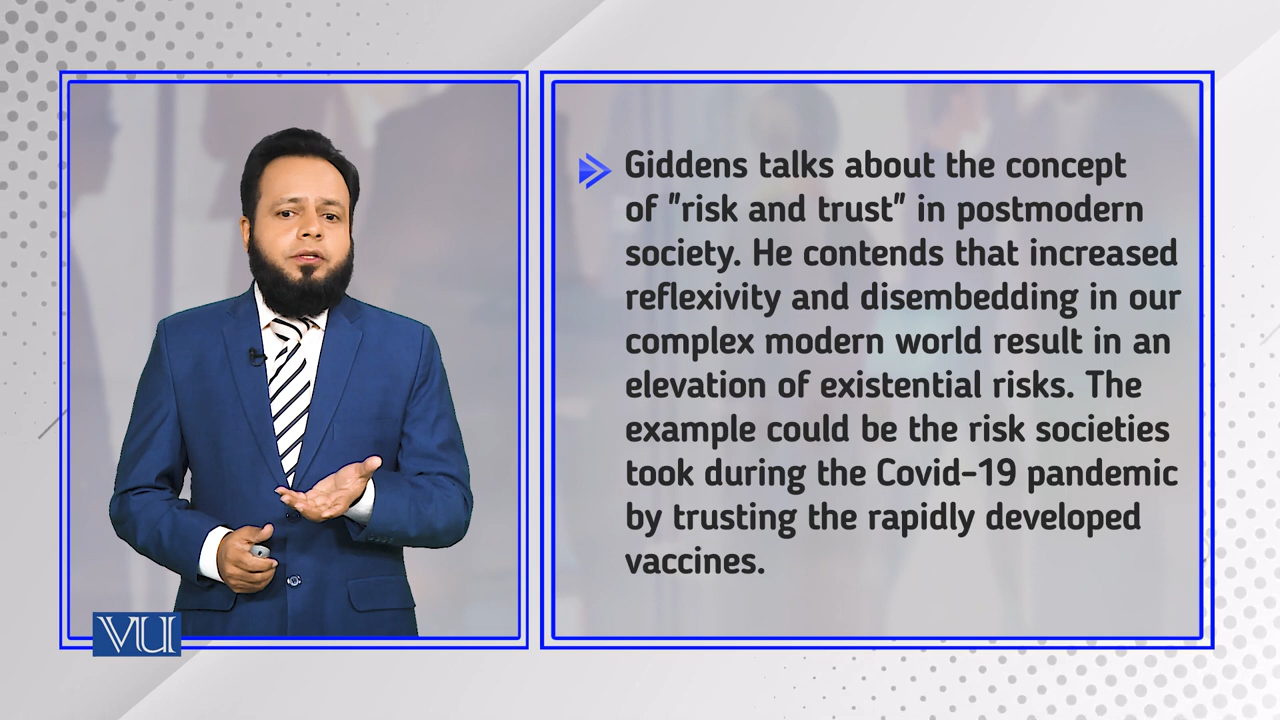 Giddens talks about the concept
of "risk and trust" in postmodern
society. He contends that increased
reflexivity and disembedding in our
complex modern world result in an
elevation of existential risks. The
example could be the risk societies
took during the Covid-19 pandemic
by trusting the rapidly developed
vaccines.
VU